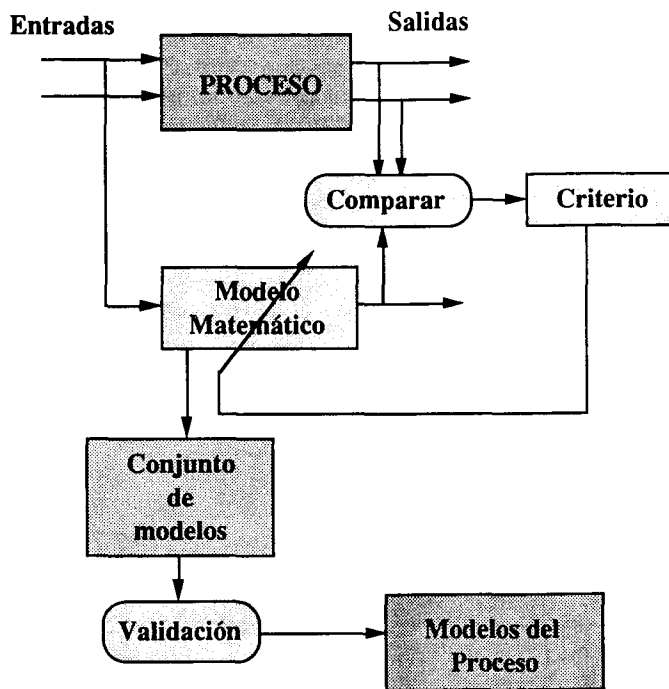 Entradas
Salidas
PROCESO
Comparar
Criterio
Modelo
Matemático
Conjunto
de
modelos
Validación
Modelos del
Proceso